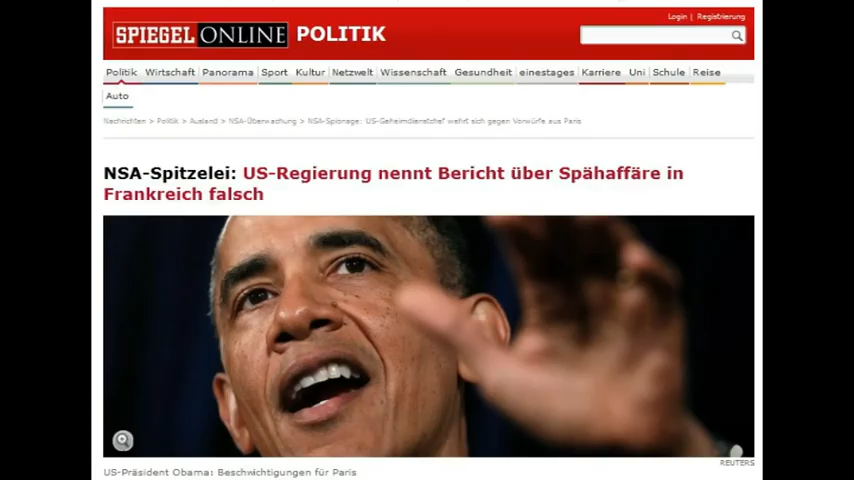 Login | Registrierung
SPIEGEL ONLINE POLITIK
Politik Wirtschaft Panorama Sport Kultur Netzwelt Wissenschaft Gesundheit einestages Karriere Uni Schule Reise
Auto
Nachrichten > Politik > Ausland > NSA-Überwachung > NSA-Spionage: US-Geheimdienstchef wehrt sich gegen Vorwürfe aus Paris
NSA-Spitzelei: US-Regierung nennt Bericht über Spähaffäre in
Frankreich falsch
REUTERS
US-Präsident Obama: Beschwichtigungen für Paris